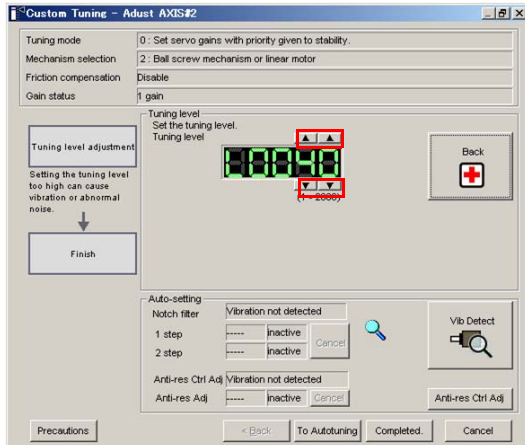 Custom Tuning - Adust AXIS#2
Tuning mode
0 : Set servo gains with priority given to stability.
Mechanism selection
2 : Ball screw mechanism or linear motor
Friction compensation
Disable
Gain status
1 gain
Tuning level adjustment
Setting the tuning level
too high can cause
vibration or abnormal
noise.
Finish
Tuning level
Set the tuning level.
Tuning level
L0040
(1 - 2000)
Back
Auto-setting
Notch filter
Vibration not detected
1 step
-----
inactive
Cancel
2 step
-----
inactive
Anti-res Ctrl Adj
Vibration not detected
Anti-res Adj
-----
inactive
Cancel
Vib Detect
Anti-res Ctrl Adj
Precautions
< Back
To Autotuning
Completed.
Cancel